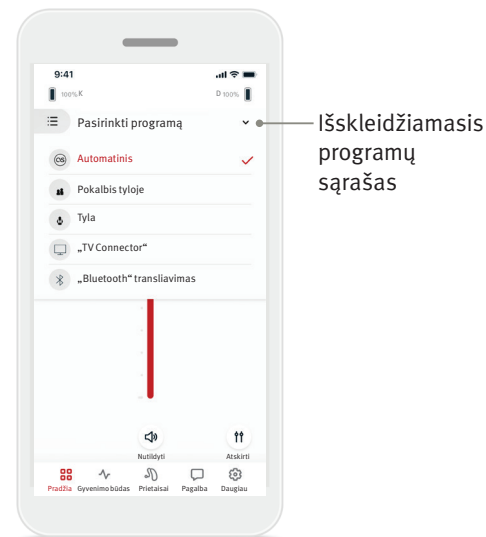 9:41
100% K
D 100%
Pasirinkti programą
Automatinis
Pokalbis tyloje
Tyla
„TV Connector“
„Bluetooth“ transliavimas
Nutildyti
Atskirti
Pradžia
Gyvenimo būdas
Prietaisai
Pagalba
Daugiau
Išskleidžiamasis
programų
sąrašas